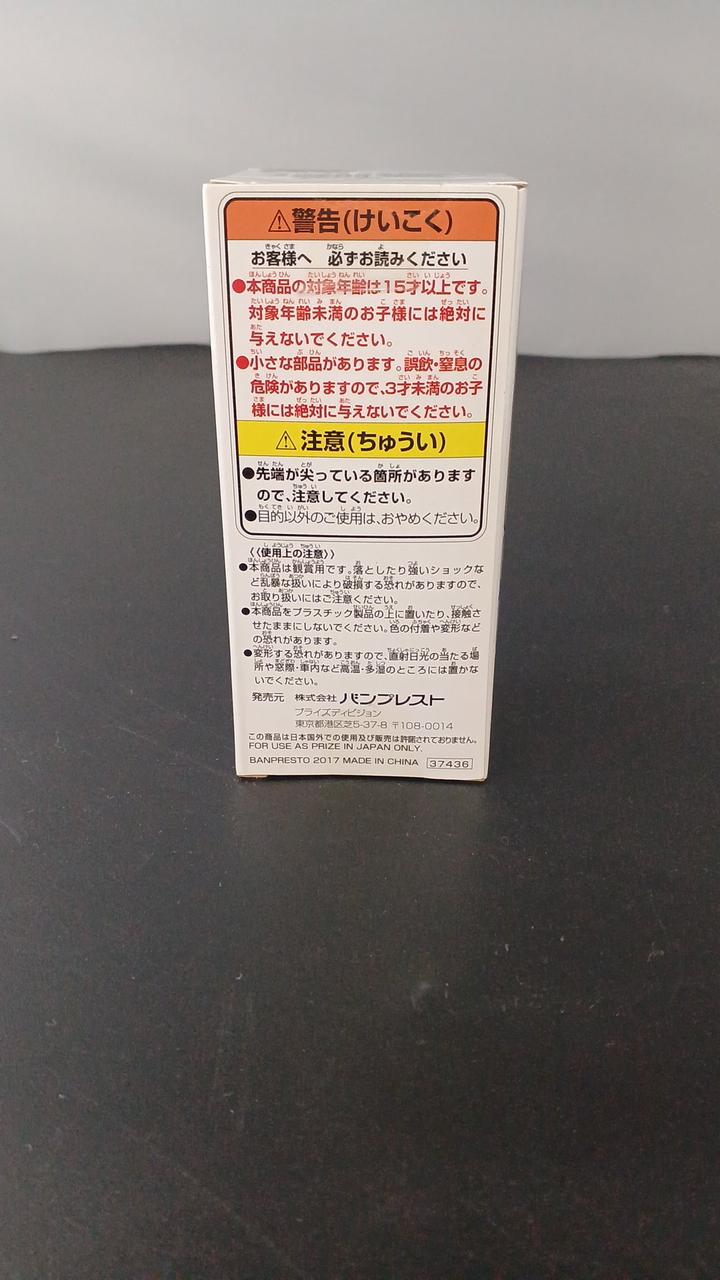 ⚠警告(けいこく)
お客様へ 必ずお読みください
●本商品の対象年齢は15才以上です。
対象年齢未満のお子様には絶対に
与えないでください。
●小さな部品があります。誤飲・窒息の
危険がありますので、3才未満のお子
様には絶対に与えないでください。
⚠注意(ちゅうい)
●先端が尖っている箇所があります
ので、注意してください。
●目的以外のご使用は、おやめください。
《使用上の注意》
●本商品は観賞用です。落としたり強いショックな
ど乱暴な扱いにより破損する恐れがありますので、
お取り扱いにはご注意ください。
●本商品をプラスチック製品の上に置いたり、接触さ
せたままにしないでください。色の付着や変形など
の恐れがあります。
●変形する恐れがありますので、直射日光の当たる場
所や窓際・車内など高温・多湿のところには置かな
いでください。
発売元 株式会社 バンプレスト
プライズディビジョン
東京都港区芝5-37-8 〒108-0014
この商品は日本国外での使用及び販売は許諾されておりません。
FOR USE AS PRIZE IN JAPAN ONLY.
BANPRESTO 2017 MADE IN CHINA 37436